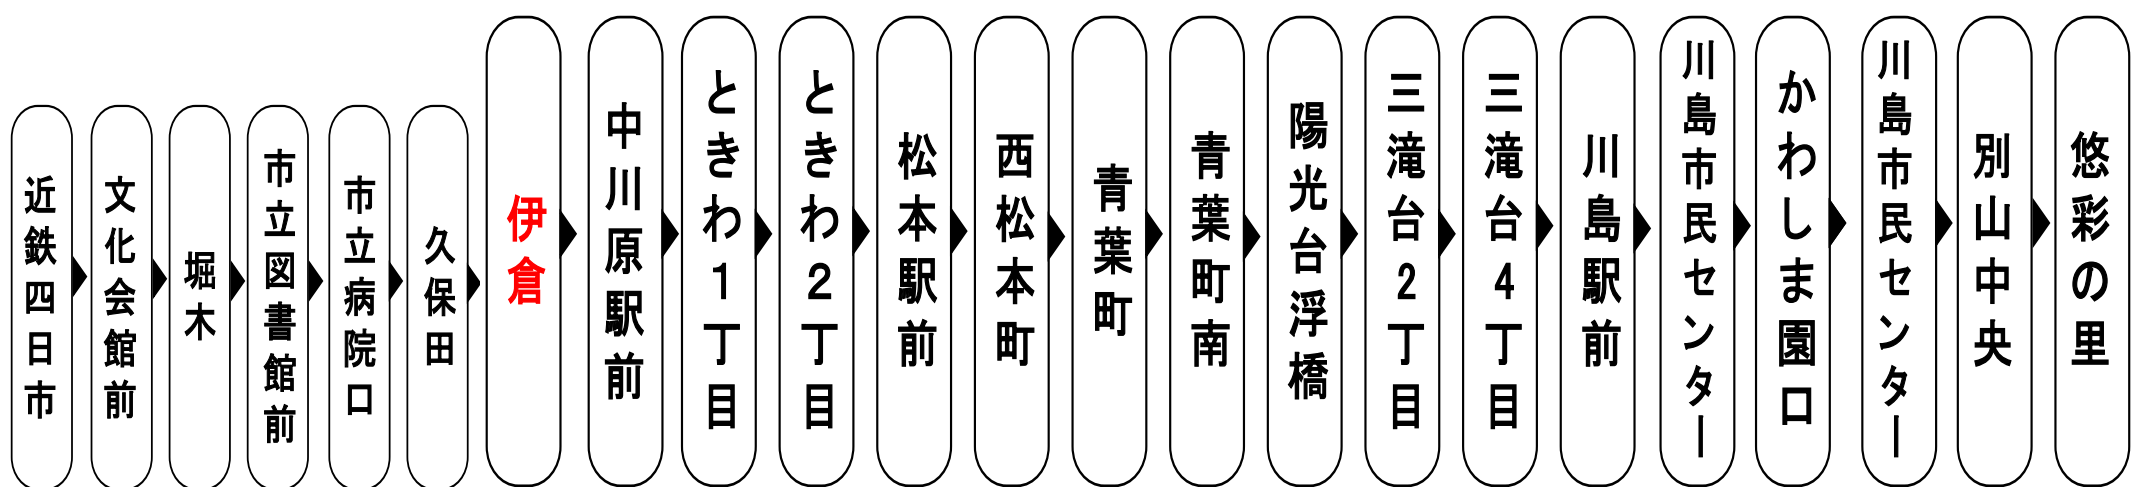 近鉄四日市
文化会館前
堀木
市立図書館前
市立病院口
久保田
伊倉
中川原駅前
ときわ1丁目
ときわ2丁目
松本駅前
西松本町
青葉町
青葉町南
陽光台浮橋
三滝台2丁目
三滝台4丁目
川島駅前
川島市民センター
かわしま園口
川島市民センター
別山中央
悠彩の里